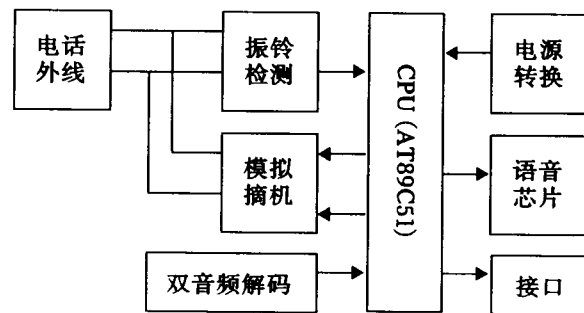 电话
外线
振铃
检测
模拟
摘机
双音频解码
CPU (AT89C51)
电源
转换
语音
芯片
接口